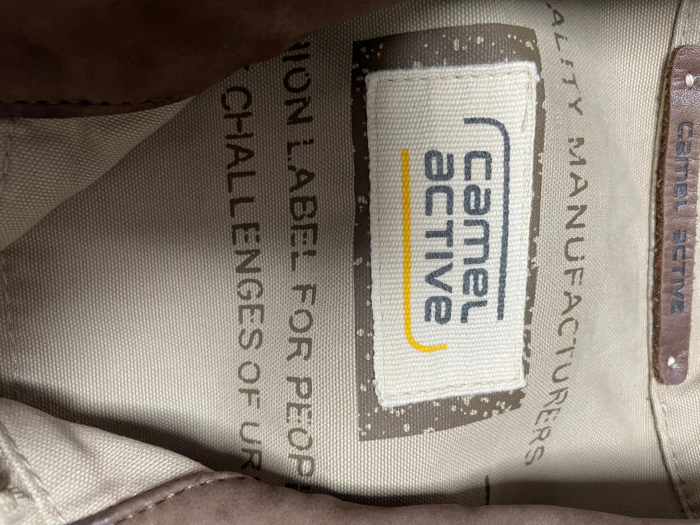 camel active
ALITY MANUFACTURERS
camel
active
ION LABEL FOR PEOP
CHALLENGES OF UR